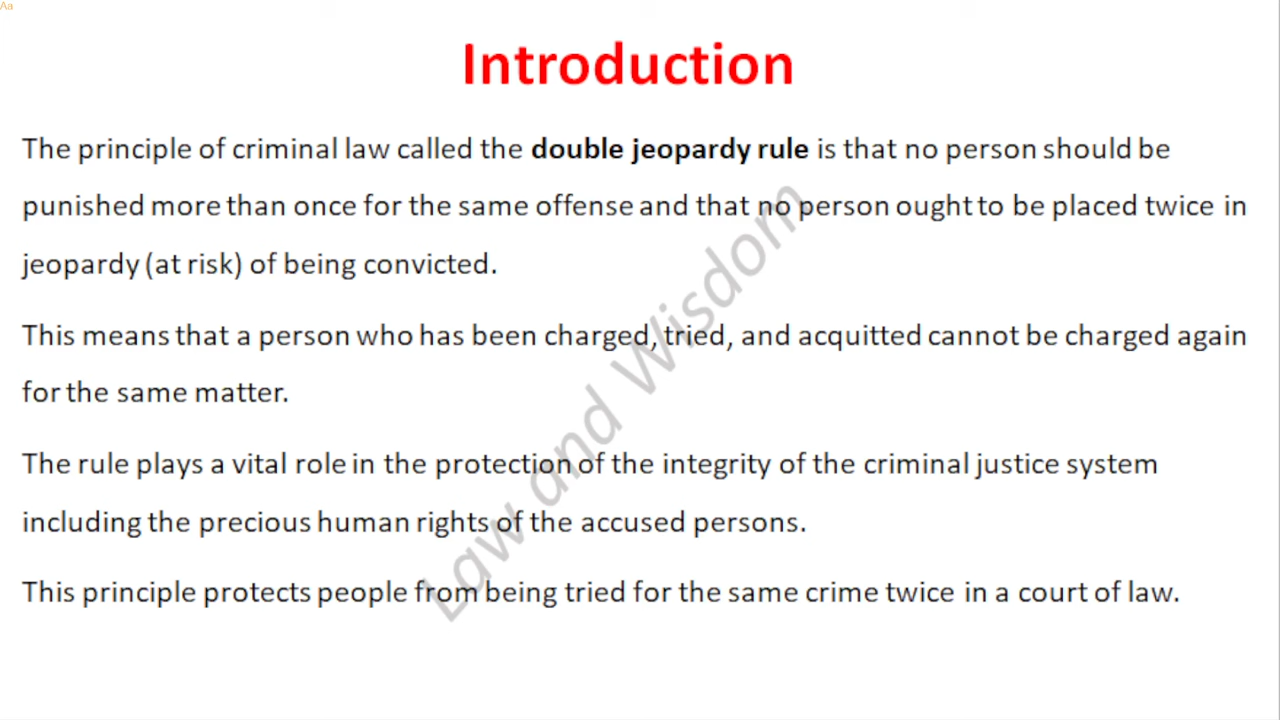 Aa
Introduction
The principle of criminal law called the double jeopardy rule is that no person should be
punished more than once for the same offense and that no person ought to be placed twice in
jeopardy (at risk) of being convicted.
This means that a person who has been charged, tried, and acquitted cannot be charged again
for the same matter.
The rule plays a vital role in the protection of the integrity of the criminal justice system
including the precious human rights of the accused persons.
This principle protects people from being tried for the same crime twice in a court of law.
Law and Wisdom